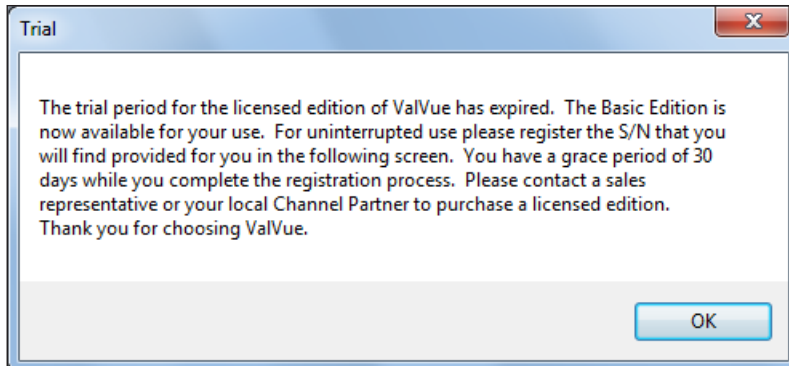 Trial
The trial period for the licensed edition of ValVue has expired.  The Basic Edition is
now available for your use.  For uninterrupted use please register the S/N that you
will find provided for you in the following screen.  You have a grace period of 30
days while you complete the registration process.  Please contact a sales
representative or your local Channel Partner to purchase a licensed edition.
Thank you for choosing ValVue.
OK